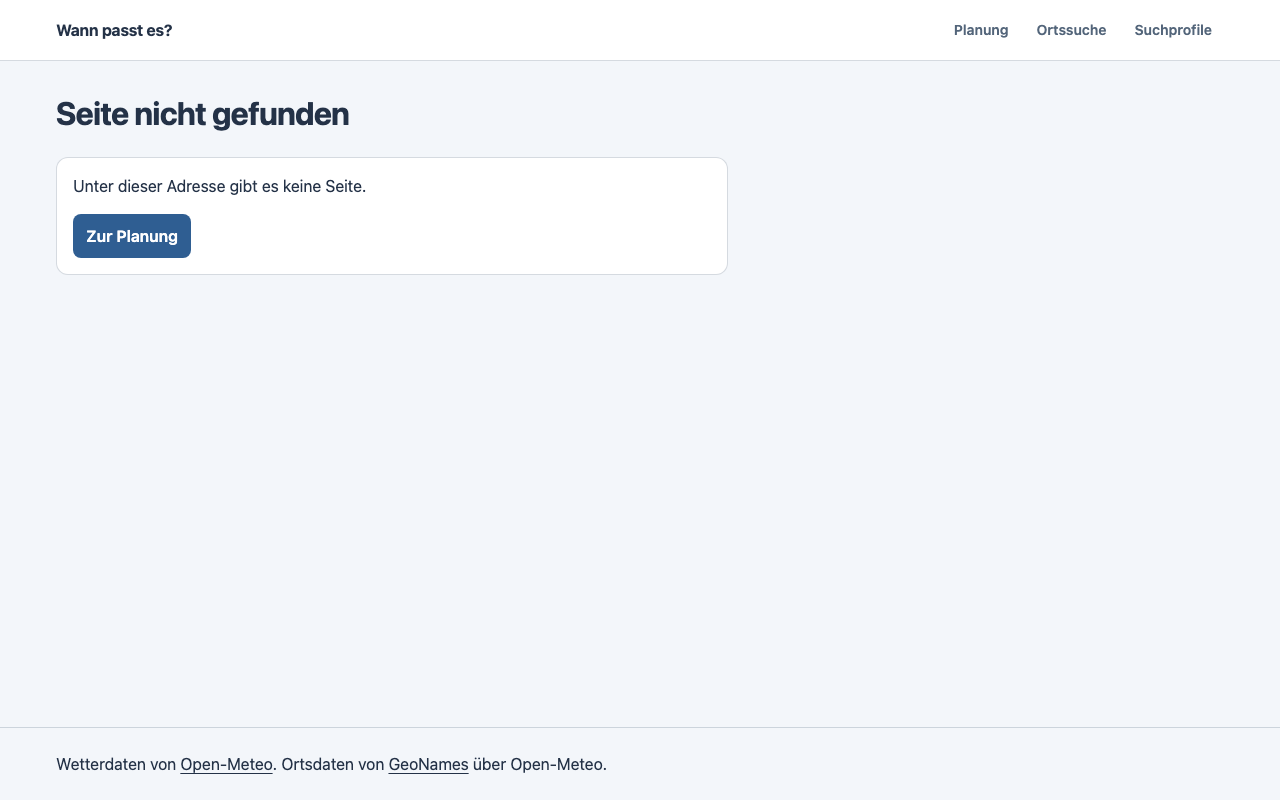 Wann passt es?
Planung Ortssuche Suchprofile
Seite nicht gefunden
Unter dieser Adresse gibt es keine Seite.
Zur Planung
Wetterdaten von Open-Meteo. Ortsdaten von GeoNames über Open-Meteo.